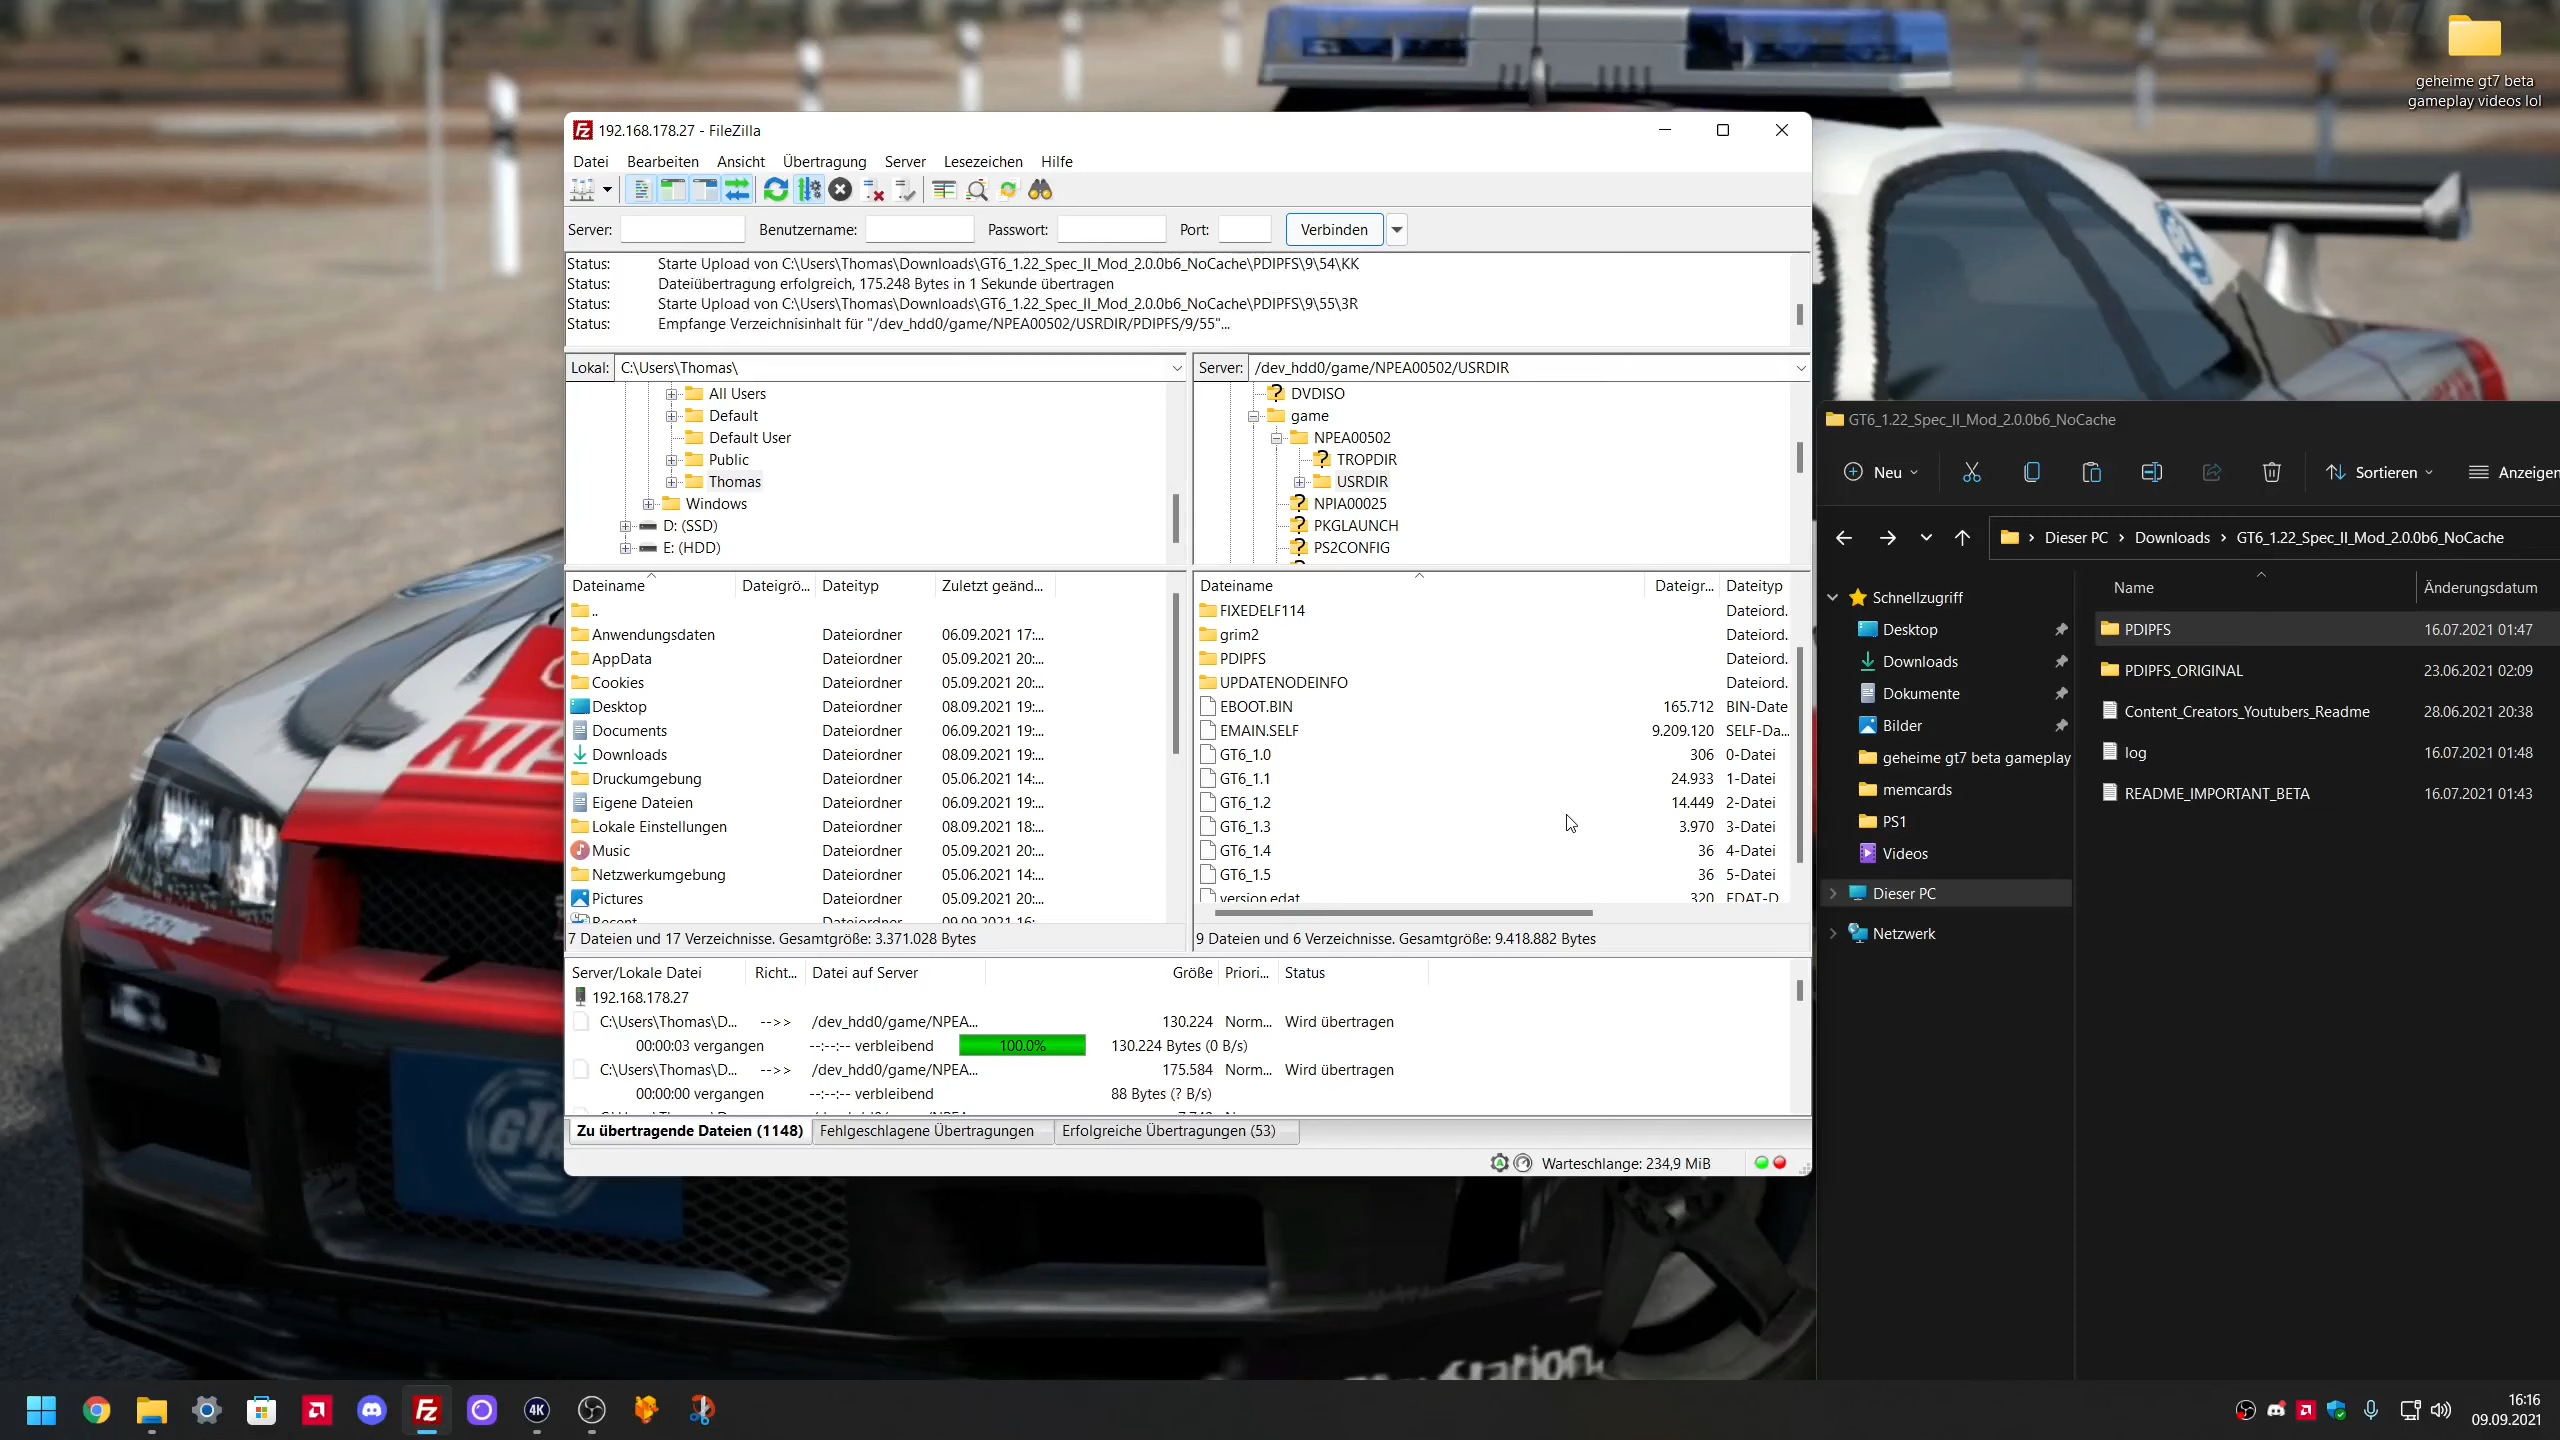 geheime gt7 beta
gameplay videos lol
192.168.178.27 - FileZilla
Datei Bearbeiten Ansicht Übertragung Server Lesezeichen Hilfe
Server: Benutzername: Passwort: Port: Verbinden
Status: Starte Upload von C:\Users\Thomas\Downloads\GT6_1.22_Spec_II_Mod_2.0.0b6_NoCache\PDIPFS\9\54\KK
Status: Dateiübertragung erfolgreich, 175.248 Bytes in 1 Sekunde übertragen
Status: Starte Upload von C:\Users\Thomas\Downloads\GT6_1.22_Spec_II_Mod_2.0.0b6_NoCache\PDIPFS\9\55\3R
Status: Empfange Verzeichnisinhalt für "/dev_hdd0/game/NPEA00502/USRDIR/PDIPFS/9/55"...
Lokal: C:\Users\Thomas\
All Users
Default
Default User
Public
Thomas
Windows
D: (SSD)
E: (HDD)
Server: /dev_hdd0/game/NPEA00502/USRDIR
DVDISO
game
NPEA00502
TROPDIR
USRDIR
NPIA00025
PKGLAUNCH
PS2CONFIG
Dateiname Dateigrö... Dateityp Zuletzt geänd...
..
Anwendungsdaten Dateiordner 06.09.2021 17:...
AppData Dateiordner 05.09.2021 20:...
Cookies Dateiordner 05.09.2021 20:...
Desktop Dateiordner 08.09.2021 19:...
Documents Dateiordner 06.09.2021 19:...
Downloads Dateiordner 08.09.2021 19:...
Druckumgebung Dateiordner 05.06.2021 14:...
Eigene Dateien Dateiordner 06.09.2021 19:...
Lokale Einstellungen Dateiordner 08.09.2021 18:...
Music Dateiordner 05.09.2021 20:...
Netzwerkumgebung Dateiordner 05.06.2021 14:...
Pictures Dateiordner 05.09.2021 20:...
Recent Dateiordner 09.09.2021 16:...
7 Dateien und 17 Verzeichnisse. Gesamtgröße: 3.371.028 Bytes
Dateiname Dateigr... Dateityp
FIXEDELF114 Dateiord.
grim2 Dateiord.
PDIPFS Dateiord.
UPDATENODEINFO Dateiord.
EBOOT.BIN 165.712 BIN-Date
EMAIN.SELF 9.209.120 SELF-Da...
GT6_1.0 306 0-Datei
GT6_1.1 24.933 1-Datei
GT6_1.2 14.449 2-Datei
GT6_1.3 3.970 3-Datei
GT6_1.4 36 4-Datei
GT6_1.5 36 5-Datei
version.edat 320 EDAT-D
9 Dateien und 6 Verzeichnisse. Gesamtgröße: 9.418.882 Bytes
Server/Lokale Datei Richt... Datei auf Server Größe Priori... Status
192.168.178.27
C:\Users\Thomas\D... -->> /dev_hdd0/game/NPEA... 130.224 Norm... Wird übertragen
00:00:03 vergangen --:--:-- verbleibend 100.0% 130.224 Bytes (0 B/s)
C:\Users\Thomas\D... -->> /dev_hdd0/game/NPEA... 175.584 Norm... Wird übertragen
00:00:00 vergangen --:--:-- verbleibend 88 Bytes (? B/s)
Zu übertragende Dateien (1148) Fehlgeschlagene Übertragungen Erfolgreiche Übertragungen (53)
Warteschlange: 234,9 MiB
GT6_1.22_Spec_II_Mod_2.0.0b6_NoCache
Neu Sortieren Anzeigen
Dieser PC Downloads GT6_1.22_Spec_II_Mod_2.0.0b6_NoCache
Schnellzugriff
Desktop
Downloads
Dokumente
Bilder
geheime gt7 beta gameplay
memcards
PS1
Videos
Dieser PC
Netzwerk
Name Änderungsdatum
PDIPFS 16.07.2021 01:47
PDIPFS_ORIGINAL 23.06.2021 02:09
Content_Creators_Youtubers_Readme 28.06.2021 20:38
log 16.07.2021 01:48
README_IMPORTANT_BETA 16.07.2021 01:43
4K
16:16
09.09.2021